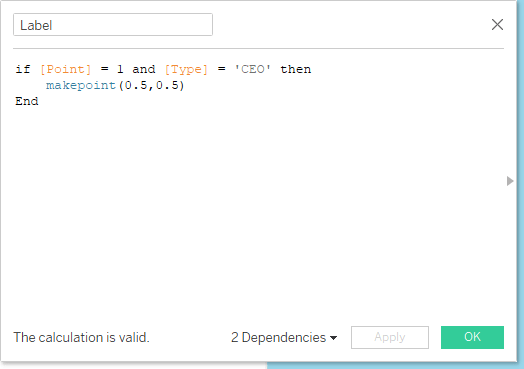 Label
if [Point] = 1 and [Type] = 'CEO' then
makepoint(0.5,0.5)
End
The calculation is valid.
2 Dependencies
Apply
OK